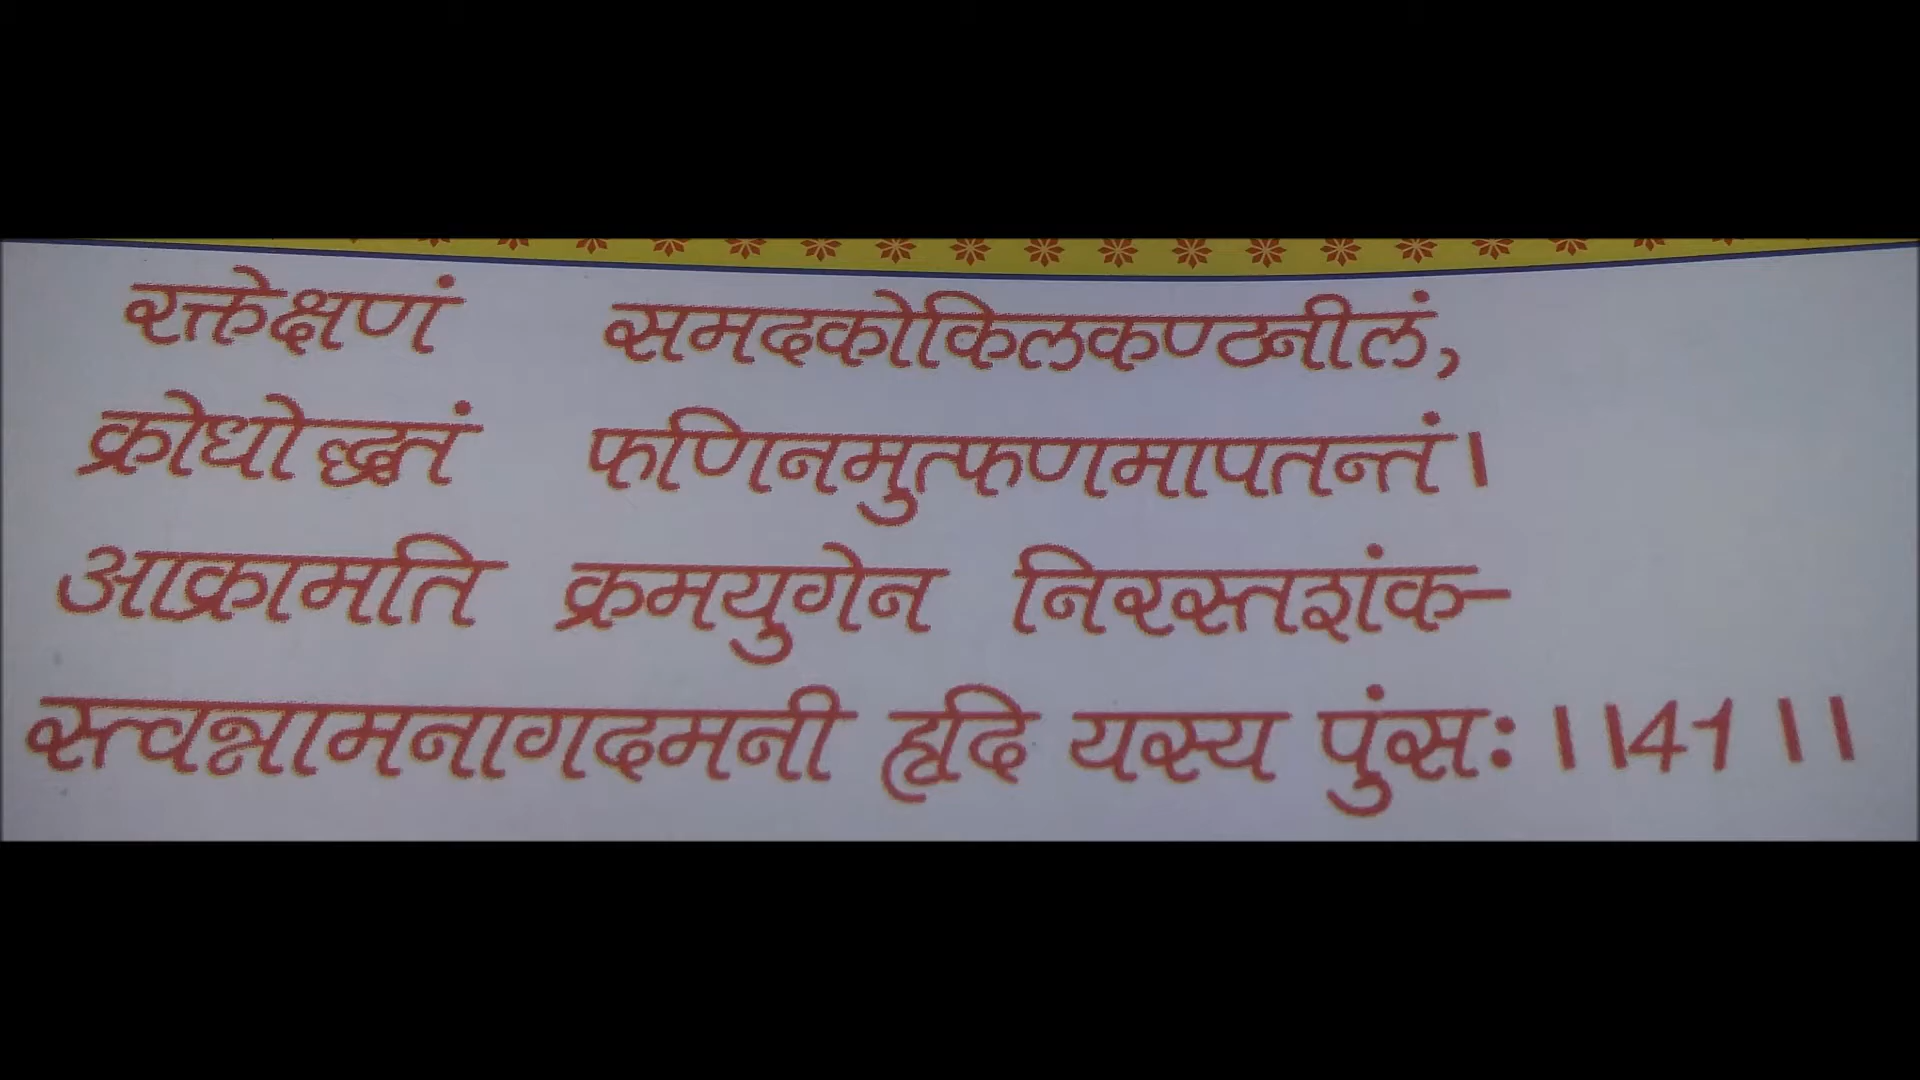 रक्तेक्षणं समदकोकिलकण्ठनीलं,
क्रोधोद्धतं फणिनमुत्फणमापतन्तं।
आक्रामति क्रमयुगेन निरस्तशंक-
स्त्वन्नामनागदमनी हृदि यस्य पुंसः ।।41 ।।